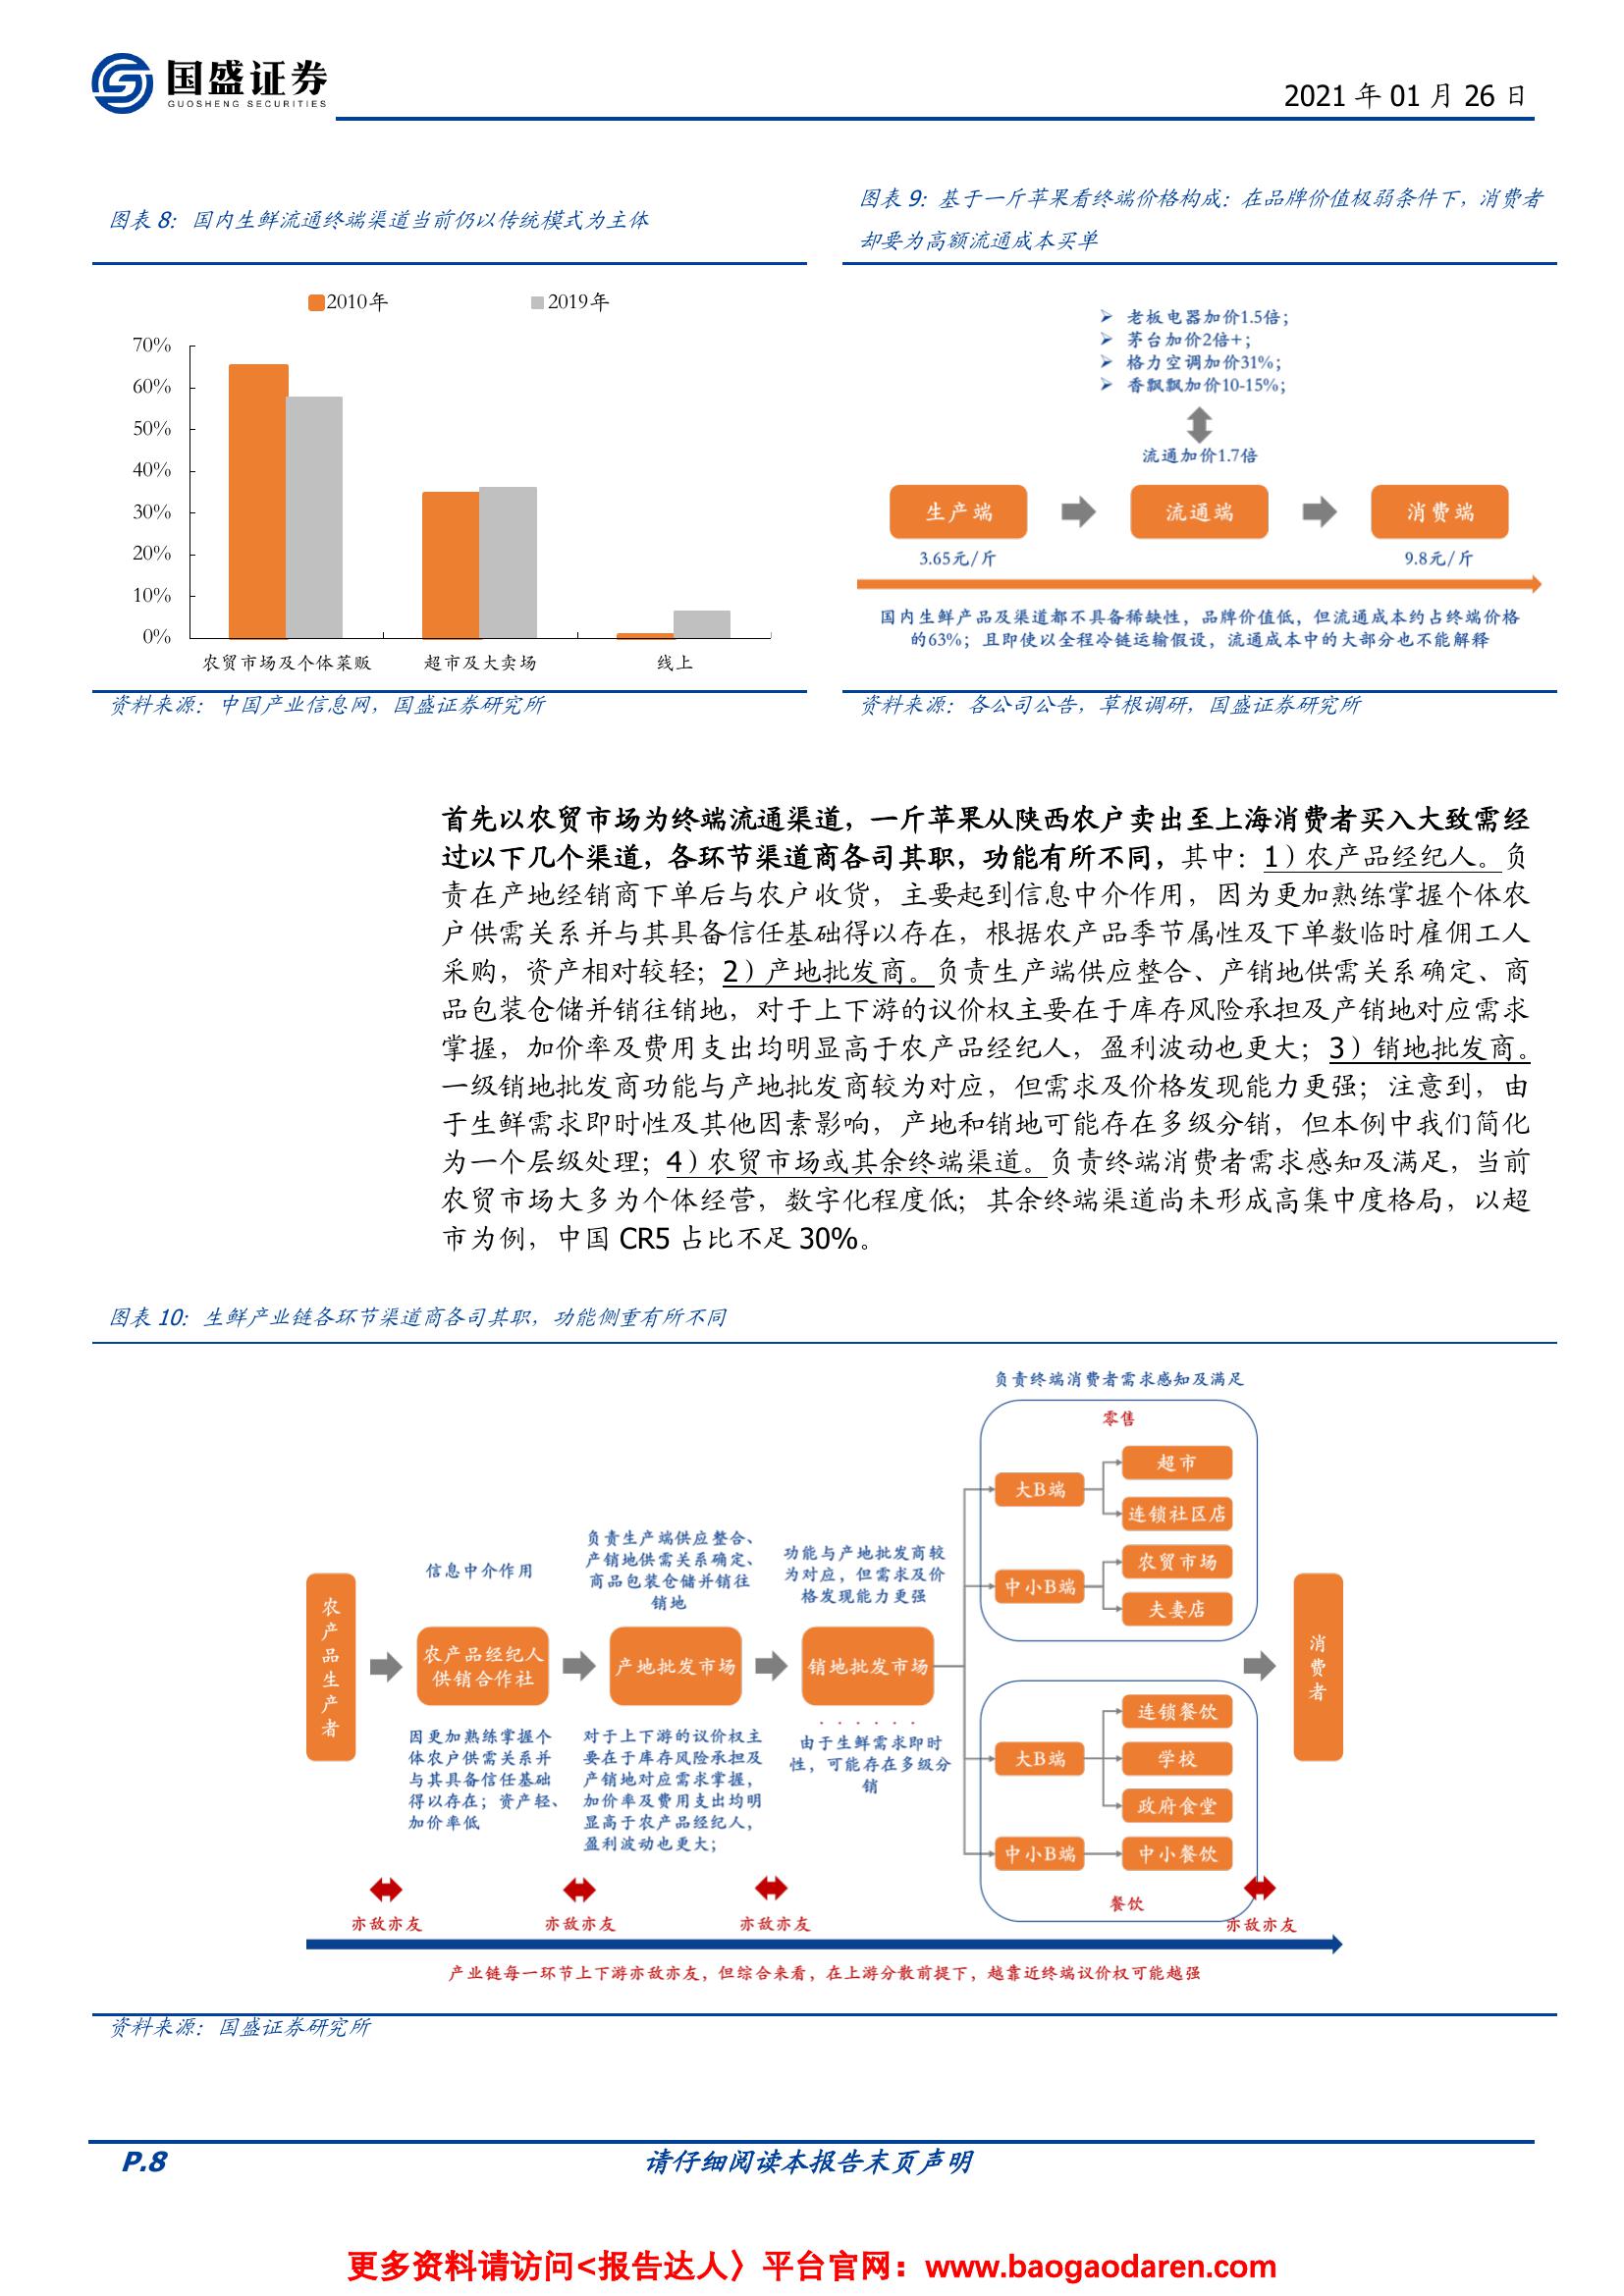 国盛证券
GUOSHENG SECURITIES
2021 年 01 月 26 日
图表 8：国内生鲜流通终端渠道当前仍以传统模式为主体
2010年
2019年
70%
60%
50%
40%
30%
20%
10%
0%
农贸市场及个体菜贩
超市及大卖场
线上
资料来源：中国产业信息网，国盛证券研究所
图表 9：基于一斤苹果看终端价格构成：在品牌价值极弱条件下，消费者
却要为高额流通成本买单
➢ 老板电器加价1.5倍；
➢ 茅台加价2倍+；
➢ 格力空调加价31%；
➢ 香飘飘加价10-15%；
流通加价1.7倍
生产端
流通端
消费端
3.65元/斤
9.8元/斤
国内生鲜产品及渠道都不具备稀缺性，品牌价值低，但流通成本约占终端价格
的63%；且即使以全程冷链运输假设，流通成本中的大部分也不能解释
资料来源：各公司公告，草根调研，国盛证券研究所
首先以农贸市场为终端流通渠道，一斤苹果从陕西农户卖出至上海消费者买入大致需经
过以下几个渠道，各环节渠道商各司其职，功能有所不同，其中：1）农产品经纪人。负
责在产地经销商下单后与农户收货，主要起到信息中介作用，因为更加熟练掌握个体农
户供需关系并与其具备信任基础得以存在，根据农产品季节属性及下单数临时雇佣工人
采购，资产相对较轻；2）产地批发商。负责生产端供应整合、产销地供需关系确定、商
品包装仓储并销往销地，对于上下游的议价权主要在于库存风险承担及产销地对应需求
掌握，加价率及费用支出均明显高于农产品经纪人，盈利波动也更大；3）销地批发商。
一级销地批发商功能与产地批发商较为对应，但需求及价格发现能力更强；注意到，由
于生鲜需求即时性及其他因素影响，产地和销地可能存在多级分销，但本例中我们简化
为一个层级处理；4）农贸市场或其余终端渠道。负责终端消费者需求感知及满足，当前
农贸市场大多为个体经营，数字化程度低；其余终端渠道尚未形成高集中度格局，以超
市为例，中国 CR5 占比不足 30%。
图表 10：生鲜产业链各环节渠道商各司其职，功能侧重有所不同
农产品生产者
信息中介作用
农产品经纪人
供销合作社
因更加熟练掌握个
体农户供需关系并
与其具备信任基础
得以存在；资产轻、
加价率低
负责生产端供应整合、
产销地供需关系确定、
商品包装仓储并销往
销地
产地批发市场
对于上下游的议价权主
要在于库存风险承担及
产销地对应需求掌握，
加价率及费用支出均明
显高于农产品经纪人，
盈利波动也更大；
功能与产地批发商较
为对应，但需求及价
格发现能力更强
销地批发市场
······
由于生鲜需求即时
性，可能存在多级分
销
负责终端消费者需求感知及满足
零售
大B端
超市
连锁社区店
中小B端
农贸市场
夫妻店
大B端
连锁餐饮
学校
政府食堂
中小B端
中小餐饮
餐饮
消费者
亦敌亦友
亦敌亦友
亦敌亦友
亦敌亦友
产业链每一环节上下游亦敌亦友，但综合来看，在上游分散前提下，越靠近终端议价权可能越强
资料来源：国盛证券研究所
P.8
请仔细阅读本报告末页声明
更多资料请访问<报告达人〉平台官网：www.baogaodaren.com